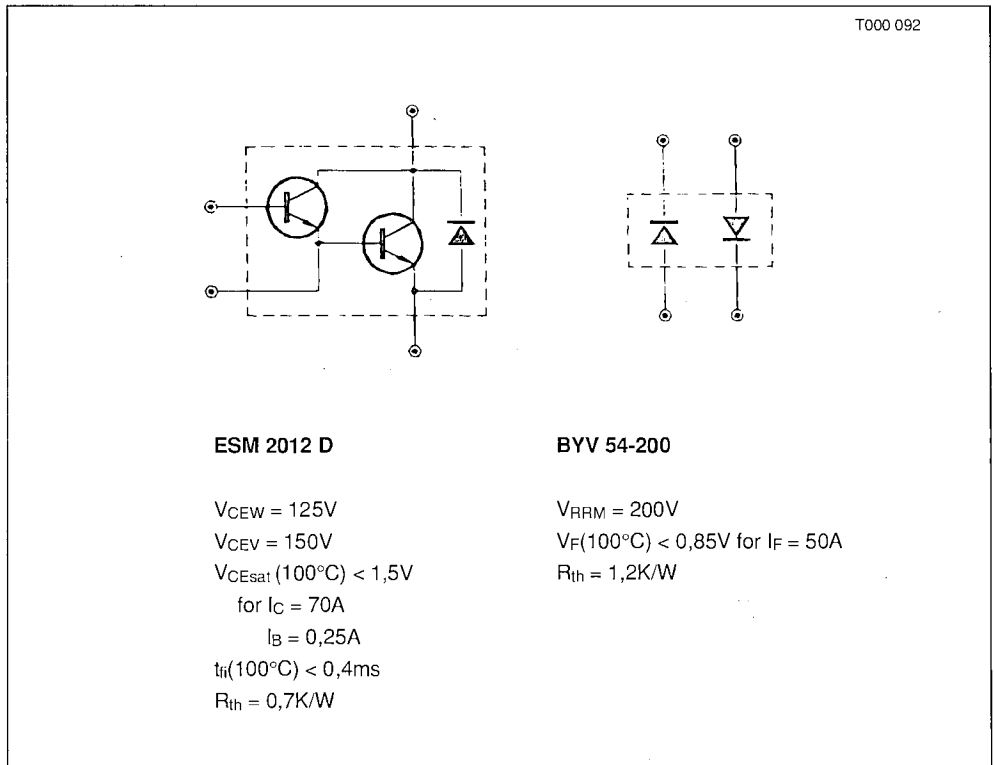 T000 092
ESM 2012 D
VCEW = 125V
VCEV = 150V
VCEsat (100°C) < 1,5V
for IC = 70A
IB = 0,25A
tfi(100°C) < 0,4ms
Rth = 0,7K/W
BYV 54-200
VRRM = 200V
VF(100°C) < 0,85V for IF = 50A
Rth = 1,2K/W